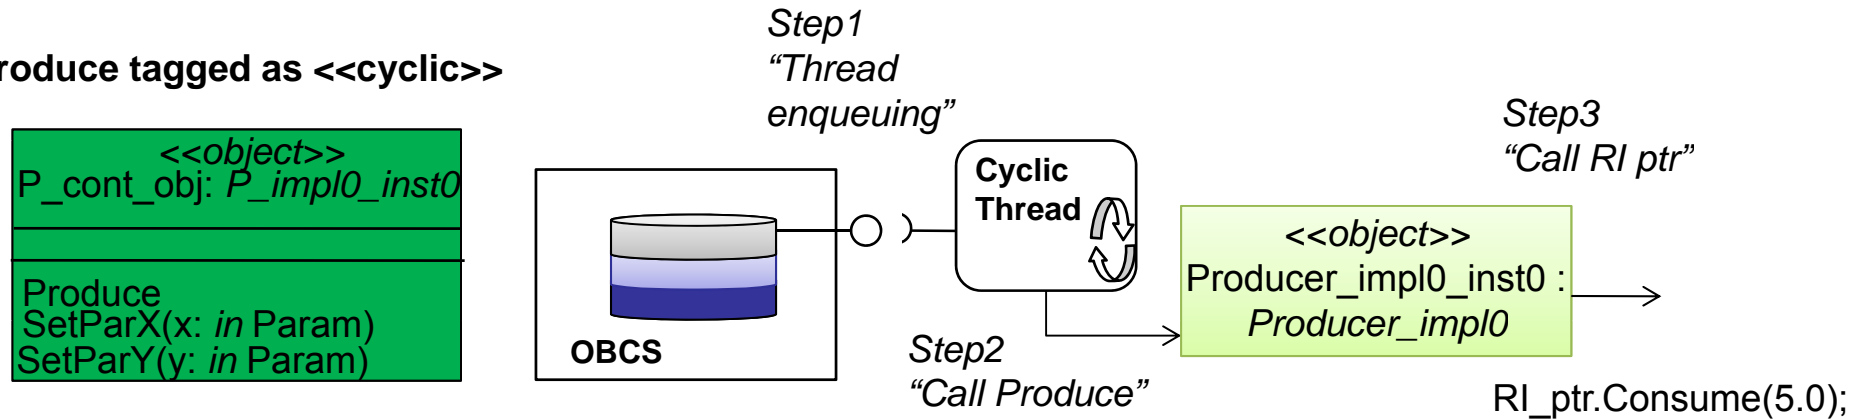 roduce tagged as <<cyclic>>
<<object>>
P_cont_obj: P_impl0_inst0
Produce
SetParX(x: in Param)
SetParY(y: in Param)
OBCS
Step1
“Thread
enqueuing”
Cyclic
Thread
Step2
“Call Produce”
<<object>>
Producer_impl0_inst0 :
Producer_impl0
Step3
“Call RI ptr”
RI_ptr.Consume(5.0);